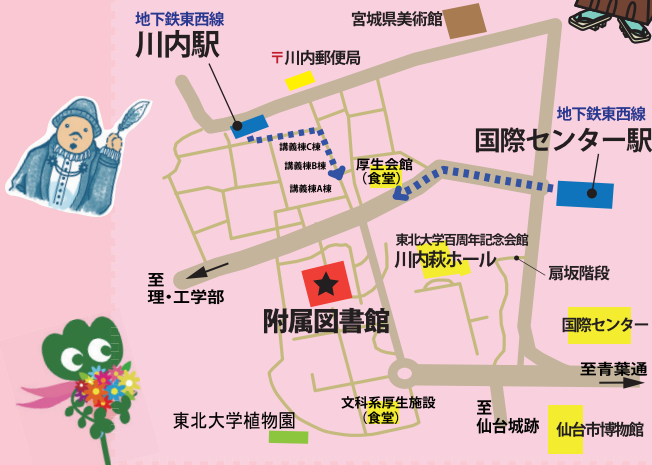 地下鉄東西線
川内駅
宮城県美術館
〒川内郵便局
地下鉄東西線
国際センター駅
講義棟C棟
講義棟B棟
講義棟A棟
厚生会館
(食堂)
東北大学百周年記念会館
川内萩ホール
扇坂階段
至
理・工学部
附属図書館
国際センター
至青葉通
文科系厚生施設
(食堂)
東北大学植物園
至
仙台城跡
仙台市博物館